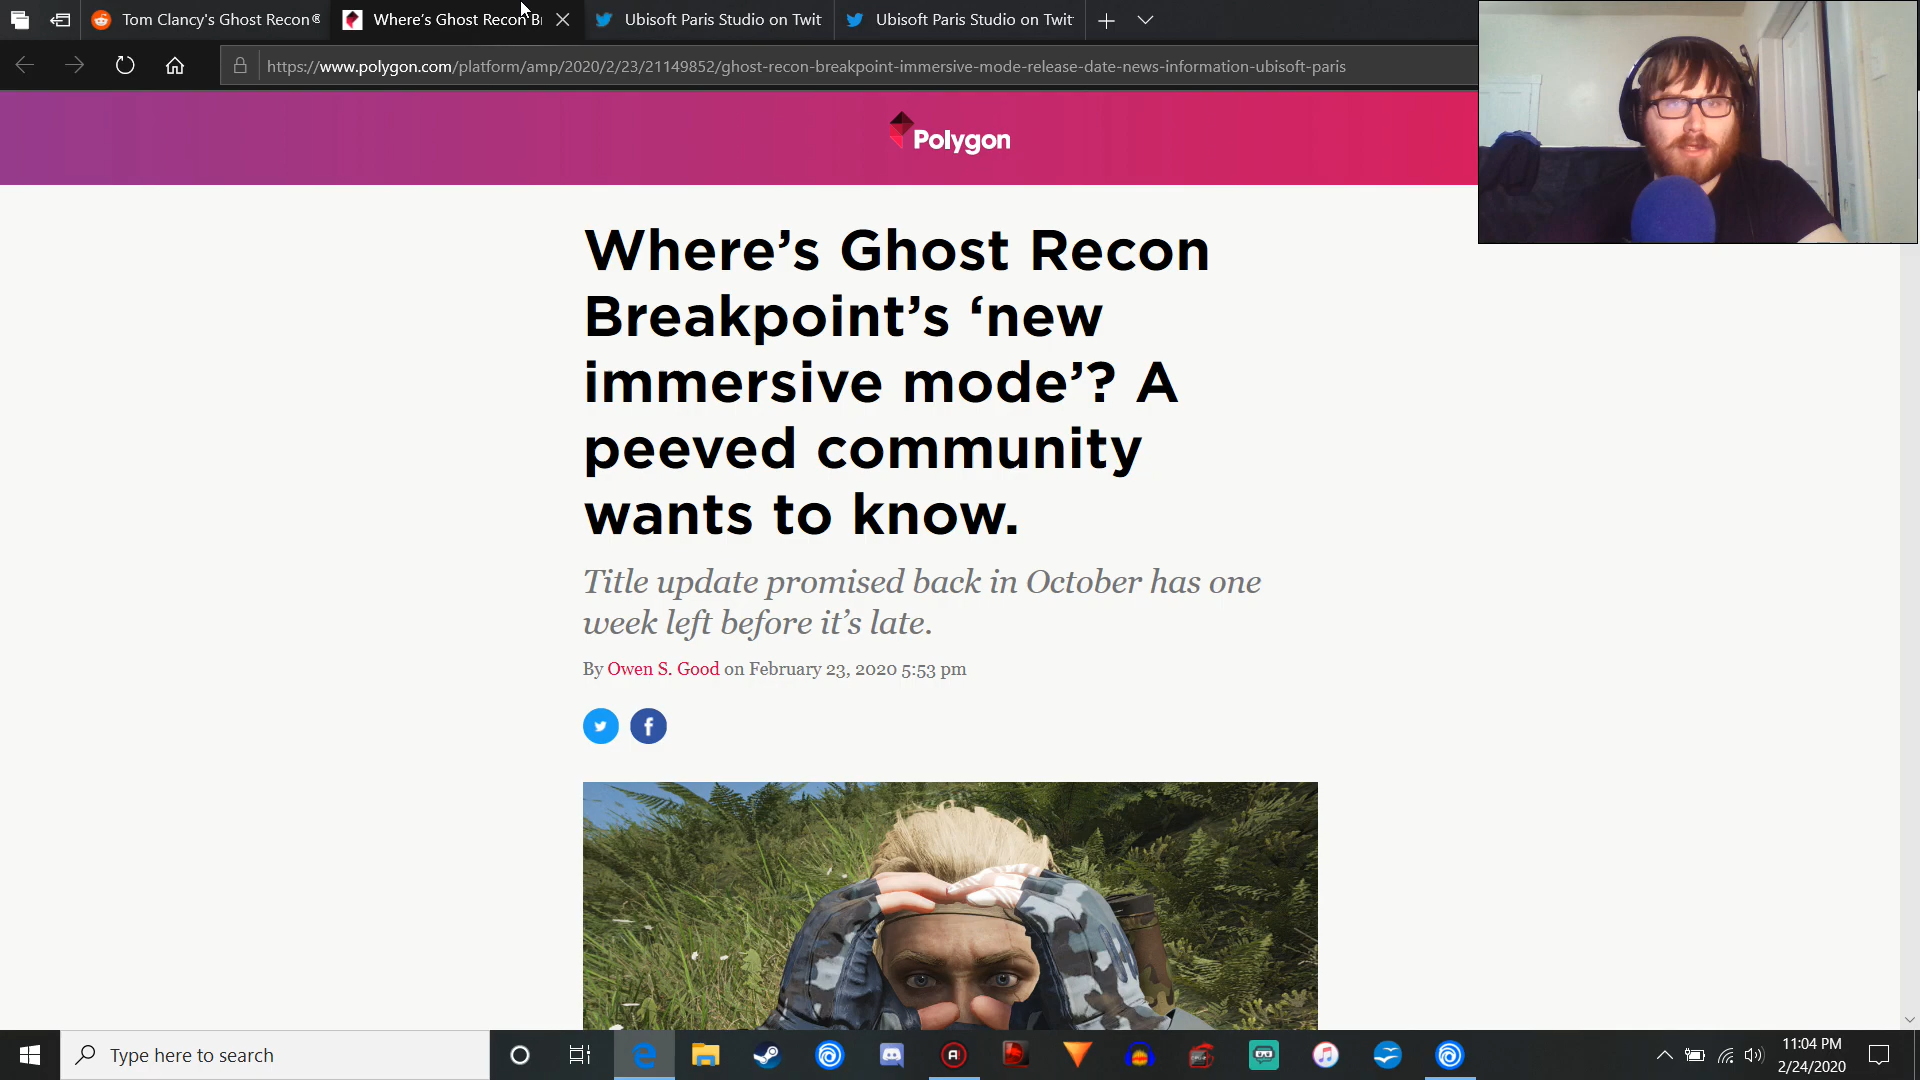 Tom Clancy's Ghost Recon®
Where's Ghost Recon B
Ubisoft Paris Studio on Twit
Ubisoft Paris Studio on Twit
https://www.polygon.com/platform/amp/2020/2/23/21149852/ghost-recon-breakpoint-immersive-mode-release-date-news-information-ubisoft-paris
Polygon
Where’s Ghost Recon
Breakpoint’s ‘new
immersive mode’? A
peeved community
wants to know.
Title update promised back in October has one
week left before it’s late.
By Owen S. Good on February 23, 2020 5:53 pm
Type here to search
11:04 PM
2/24/2020